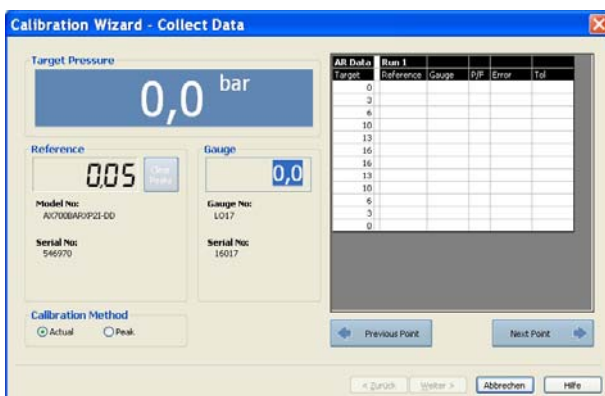 Calibration Wizard - Collect Data
Target Pressure
0,0 bar
Reference
0,05
Clear Peaks
Model No:
AX700BARXP2I-DD
Serial No:
546970
Gauge
0,0
Gauge No:
LO17
Serial No:
16017
Calibration Method
Actual Peak
AR Data Run 1
Target Reference Gauge P/F Error Tol
0
3
6
10
13
16
16
13
10
6
3
0
Previous Point Next Point
< Zurück Weiter > Abbrechen Hilfe